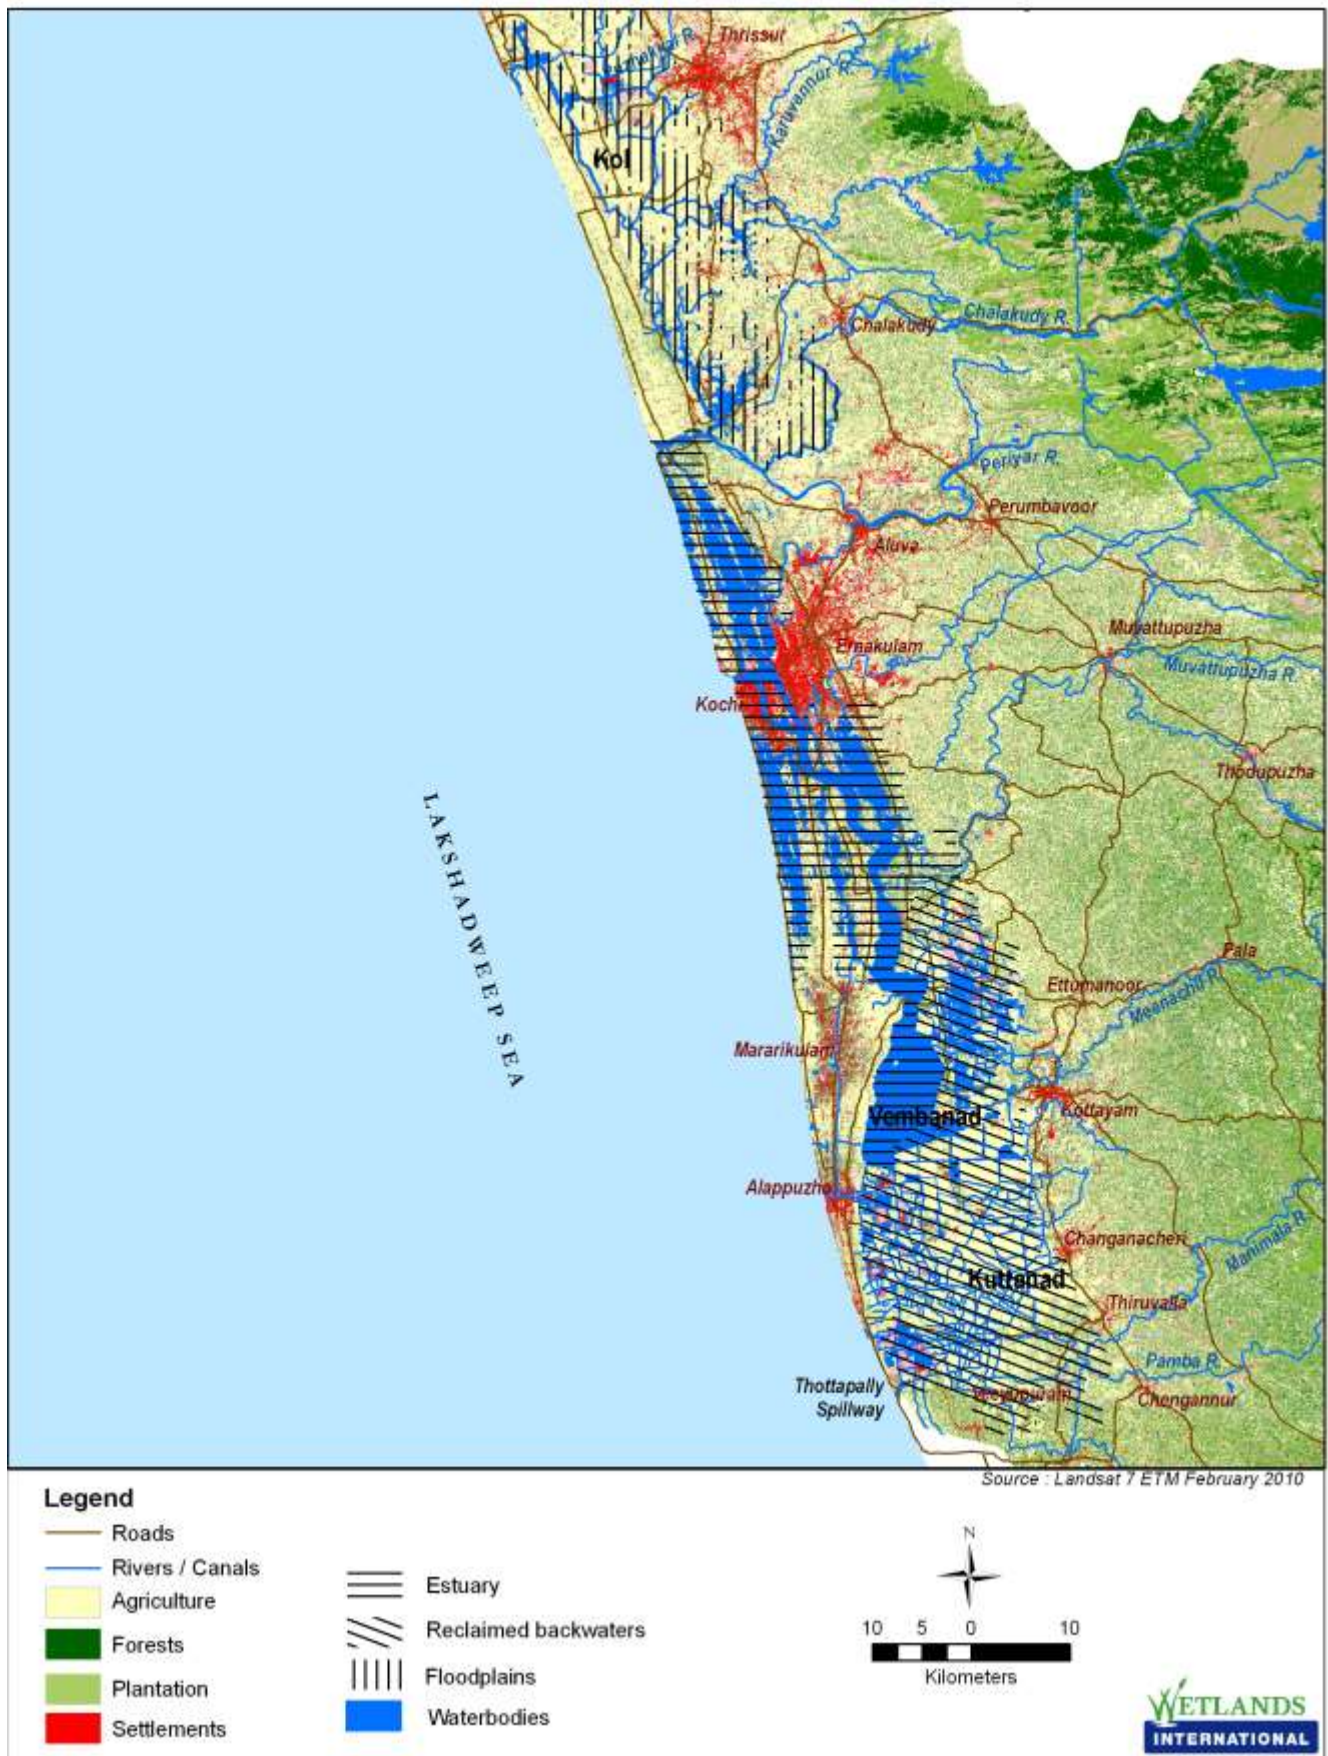 Thrissur
Puzhakkal R.
Karuvannur R.
Kol
Chalakudy R.
Chalakudy
Periyar R.
Perumbavoor
Aluva
Muvattupuzha
Ernakulam
Muvattupuzha R.
Kochi
Thodupuzha
LAKSHADWEEP SEA
Pala
Ettumanoor
Meenachil R.
Mararikulam
Kottayam
Vembanad
Alappuzha
Changanacheri
Manimala R.
Kuttanad
Thiruvalla
Pamba R.
Thottapally
Spillway
Veeyapuram
Chengannur
Source : Landsat 7 ETM February 2010
Legend
Roads
Rivers / Canals
Agriculture
Forests
Plantation
Settlements
Estuary
Reclaimed backwaters
Floodplains
Waterbodies
N
10 5 0 10
Kilometers
WETLANDS
INTERNATIONAL